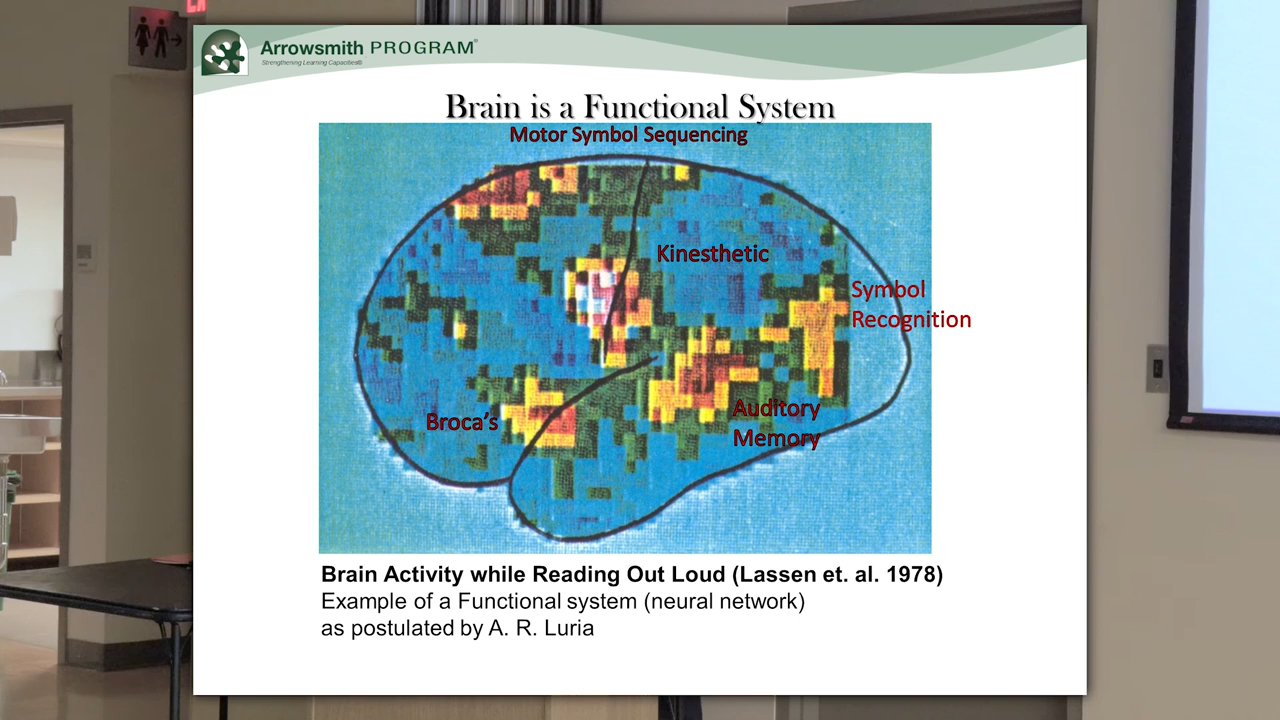 Arrowsmith PROGRAM®
Strengthening Learning Capacities®
Brain is a Functional System
Motor Symbol Sequencing
Kinesthetic
Symbol
Recognition
Broca's
Auditory
Memory
Brain Activity while Reading Out Loud (Lassen et. al. 1978)
Example of a Functional system (neural network)
as postulated by A. R. Luria